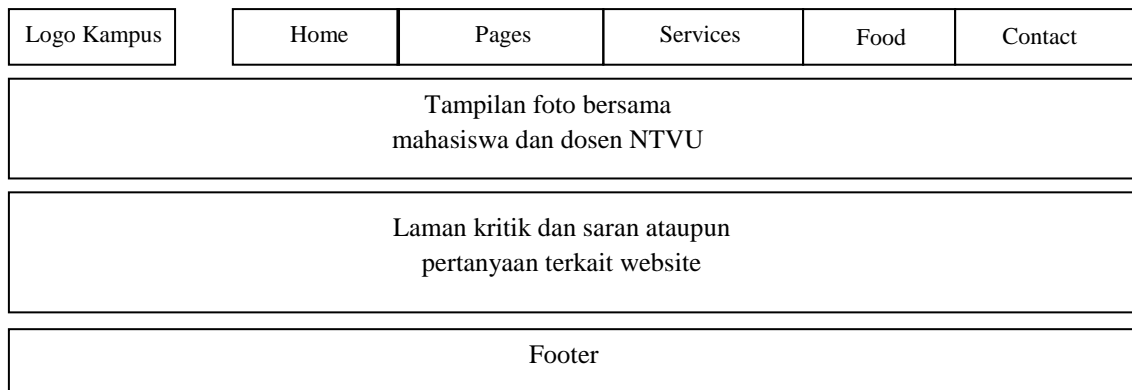 Logo Kampus
Home
Pages
Services
Food
Contact
Tampilan foto bersama
mahasiswa dan dosen NTVU
Laman kritik dan saran ataupun
pertanyaan terkait website
Footer